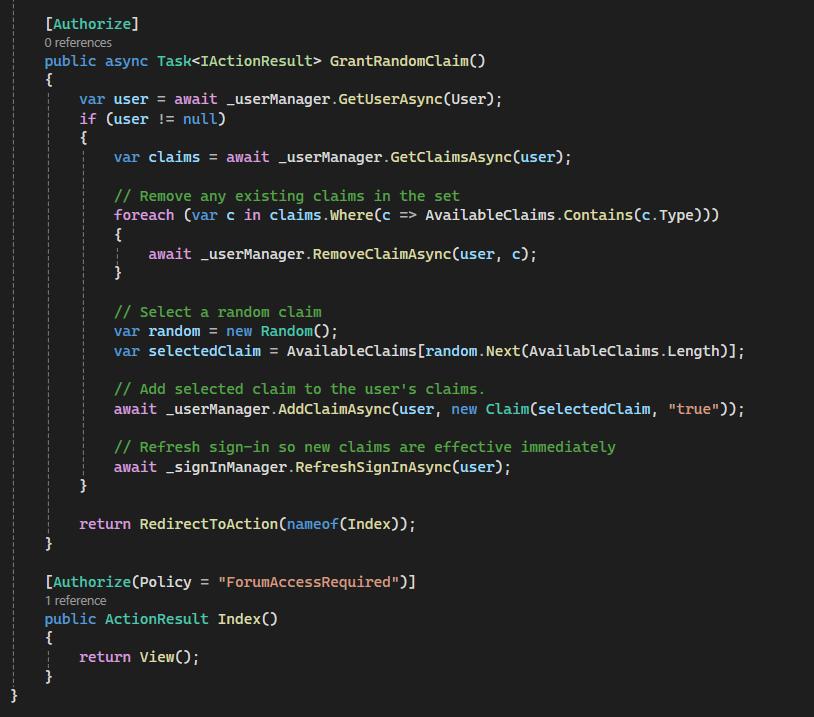 [Authorize]
0 references
public async Task<IActionResult> GrantRandomClaim()
{
var user = await _userManager.GetUserAsync(User);
if (user != null)
{
var claims = await _userManager.GetClaimsAsync(user);
// Remove any existing claims in the set
foreach (var c in claims.Where(c => AvailableClaims.Contains(c.Type)))
{
await _userManager.RemoveClaimAsync(user, c);
}
// Select a random claim
var random = new Random();
var selectedClaim = AvailableClaims[random.Next(AvailableClaims.Length)];
// Add selected claim to the user's claims.
await _userManager.AddClaimAsync(user, new Claim(selectedClaim, "true"));
// Refresh sign-in so new claims are effective immediately
await _signInManager.RefreshSignInAsync(user);
}
return RedirectToAction(nameof(Index));
}
[Authorize(Policy = "ForumAccessRequired")]
1 reference
public ActionResult Index()
{
return View();
}
}